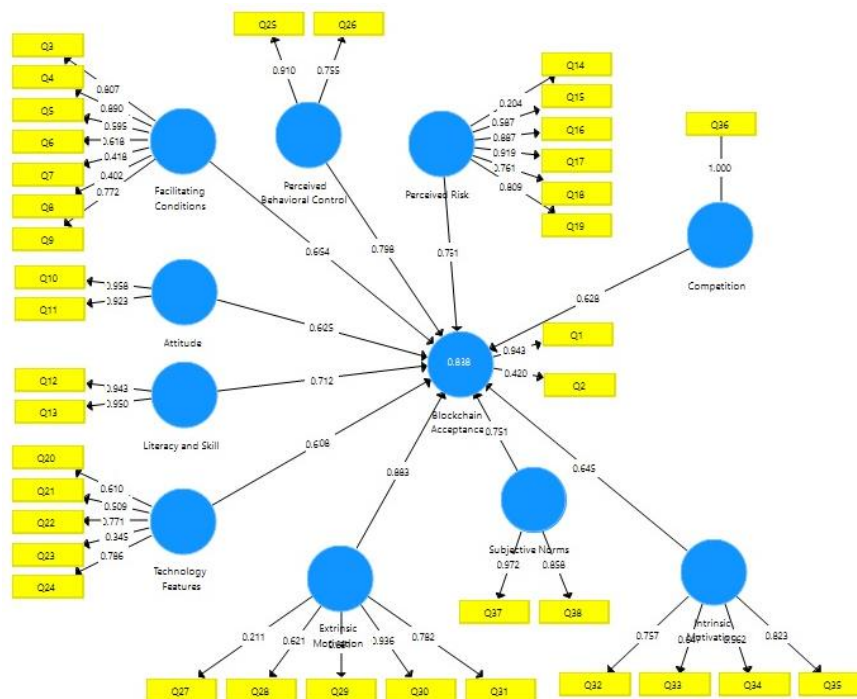 Q25
Q26
Q3
Q4
Q5
Q6
Q7
Q8
Q9
0.807
0.890
0.595
0.618
0.418
0.402
0.772
Facilitating
Conditions
0.910
0.755
Perceived
Behavioral Control
Q14
Q15
Q16
Q17
Q18
Q19
0.204
0.587
0.887
0.919
0.761
0.809
Perceived Risk
Q36
1.000
Competition
0.654
0.798
0.751
0.628
Q10
Q11
0.958
0.923
Attitude
0.625
0.838
Blockchain
Acceptance
0.943
0.420
Q1
Q2
Q12
Q13
0.943
0.950
Literacy and Skill
0.712
Q20
Q21
Q22
Q23
Q24
0.610
0.509
0.771
0.345
0.786
Technology
Features
0.608
0.883
0.751
0.645
Subjective Norms
0.972
0.858
Q37
Q38
Extrinsic
Motivation
0.211
0.621
0.936
0.782
Q27
Q28
Q29
Q30
Q31
Intrinsic
Motivation
0.757
0.823
Q32
Q33
Q34
Q35